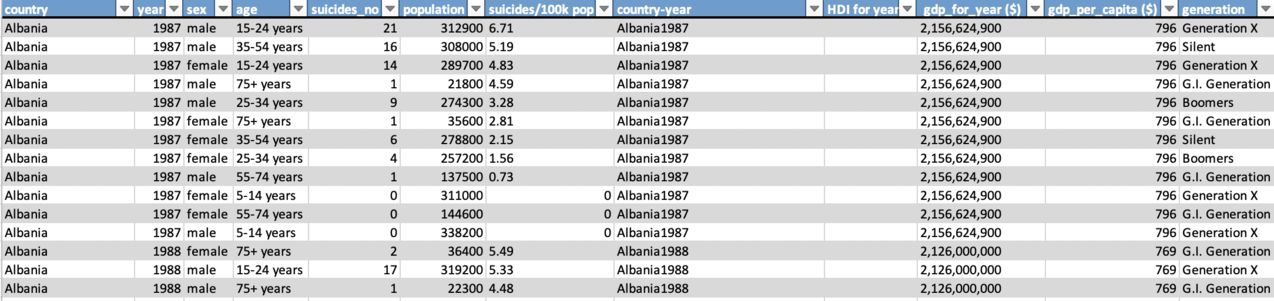 country year sex age suicides_no population suicides/100k pop country-year HDI for year gdp_for_year ($) gdp_per_capita ($) generation
Albania 1987 male 15-24 years 21 312900 6.71 Albania1987 2,156,624,900 796 Generation X
Albania 1987 male 35-54 years 16 308000 5.19 Albania1987 2,156,624,900 796 Silent
Albania 1987 female 15-24 years 14 289700 4.83 Albania1987 2,156,624,900 796 Generation X
Albania 1987 male 75+ years 1 21800 4.59 Albania1987 2,156,624,900 796 G.I. Generation
Albania 1987 male 25-34 years 9 274300 3.28 Albania1987 2,156,624,900 796 Boomers
Albania 1987 female 75+ years 1 35600 2.81 Albania1987 2,156,624,900 796 G.I. Generation
Albania 1987 female 35-54 years 6 278800 2.15 Albania1987 2,156,624,900 796 Silent
Albania 1987 female 25-34 years 4 257200 1.56 Albania1987 2,156,624,900 796 Boomers
Albania 1987 male 55-74 years 1 137500 0.73 Albania1987 2,156,624,900 796 G.I. Generation
Albania 1987 female 5-14 years 0 311000 0 Albania1987 2,156,624,900 796 Generation X
Albania 1987 female 55-74 years 0 144600 0 Albania1987 2,156,624,900 796 G.I. Generation
Albania 1987 male 5-14 years 0 338200 0 Albania1987 2,156,624,900 796 Generation X
Albania 1988 female 75+ years 2 36400 5.49 Albania1988 2,126,000,000 769 G.I. Generation
Albania 1988 male 15-24 years 17 319200 5.33 Albania1988 2,126,000,000 769 Generation X
Albania 1988 male 75+ years 1 22300 4.48 Albania1988 2,126,000,000 769 G.I. Generation